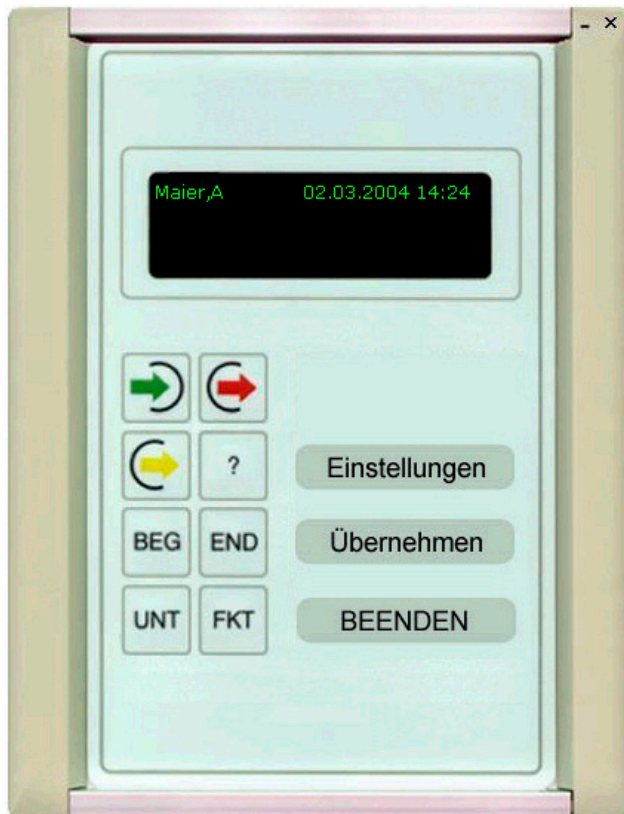 Maier,A 02.03.2004 14:24
?
Einstellungen
BEG END Übernehmen
UNT FKT BEENDEN